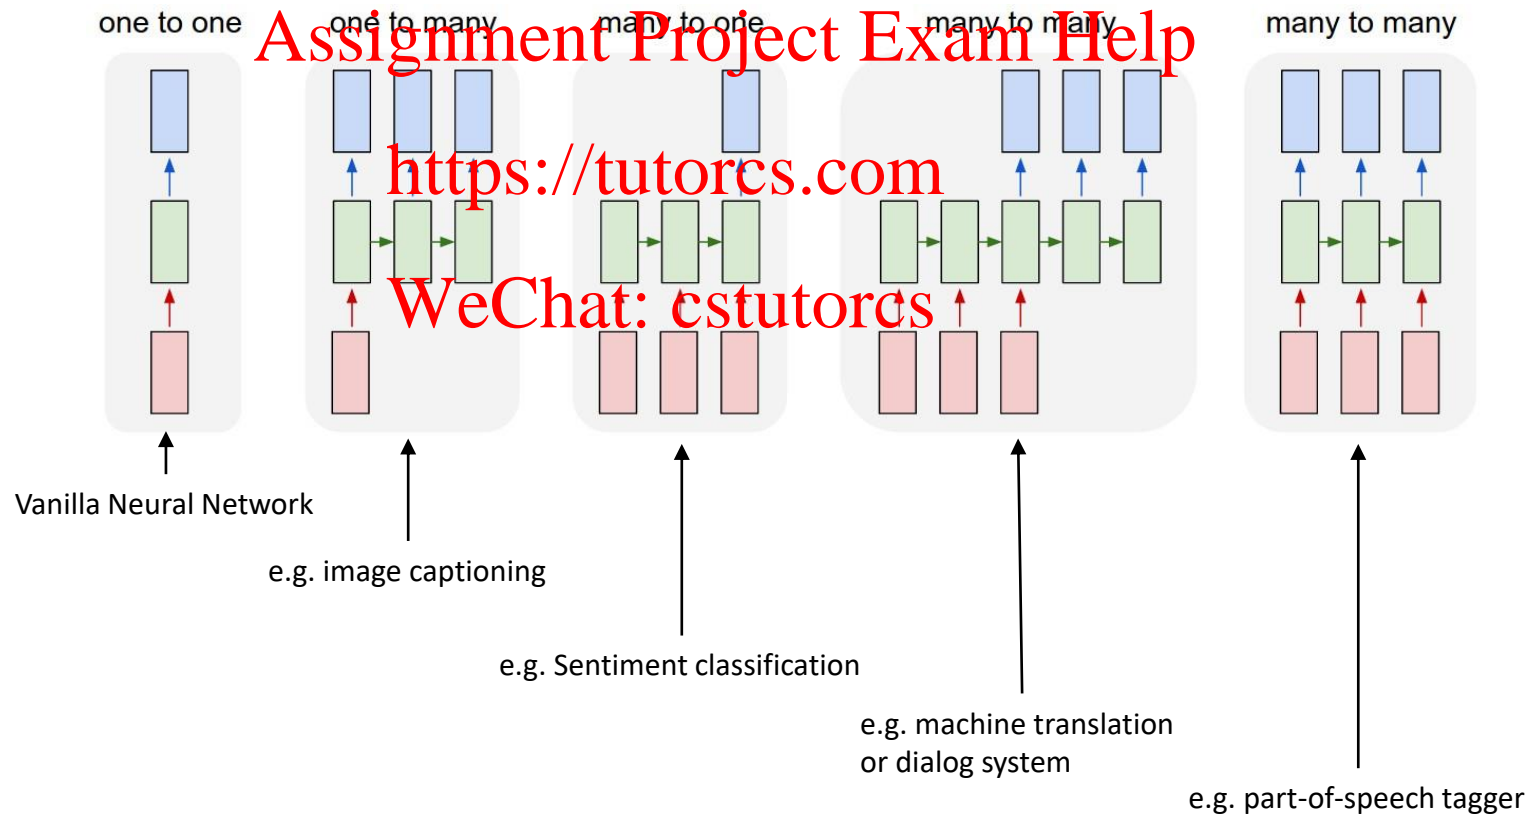 one to one
one to many
many to one
many to many
many to many
Assignment Project Exam Help
https://tutorcs.com
WeChat: cstutorcs
Vanilla Neural Network
e.g. image captioning
e.g. Sentiment classification
e.g. machine translation
or dialog system
e.g. part-of-speech tagger